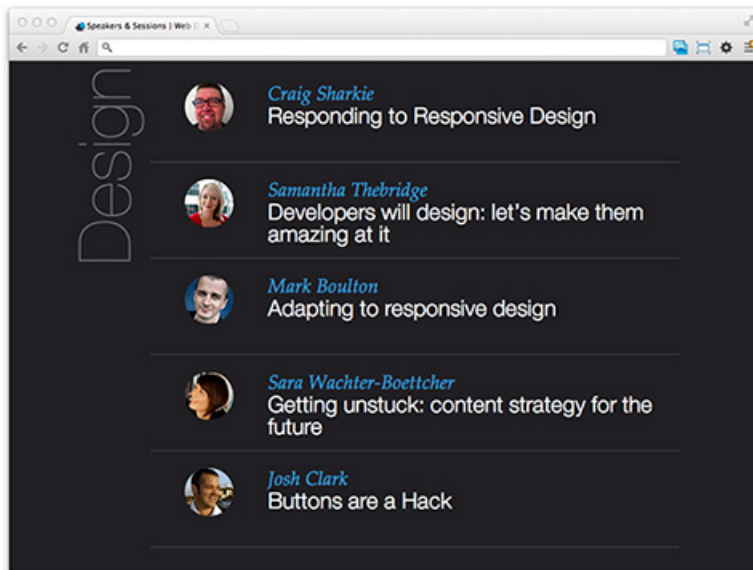 Speakers & Sessions | Web D
Design
Craig Sharkie
Responding to Responsive Design
Samantha Thebridge
Developers will design: let's make them
amazing at it
Mark Boulton
Adapting to responsive design
Sara Wachter-Boettcher
Getting unstuck: content strategy for the
future
Josh Clark
Buttons are a Hack